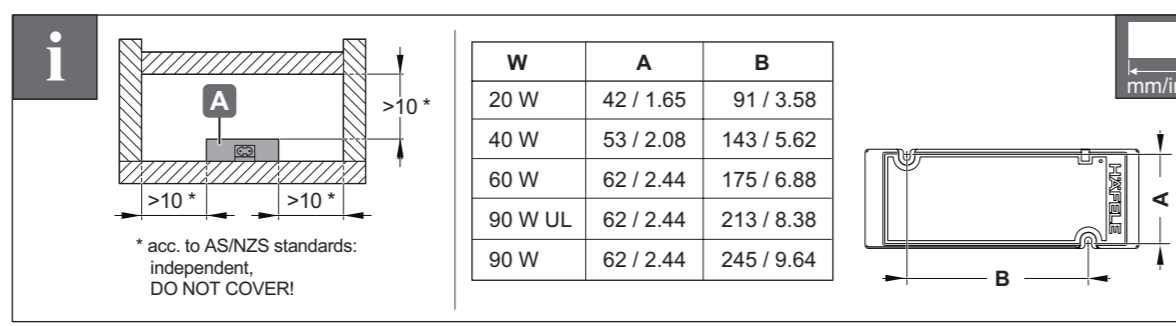 i
A
>10 *
>10 *
>10 *
* acc. to AS/NZS standards:
independent,
DO NOT COVER!
W A B
20 W 42 / 1.65 91 / 3.58
40 W 53 / 2.08 143 / 5.62
60 W 62 / 2.44 175 / 6.88
90 W UL 62 / 2.44 213 / 8.38
90 W 62 / 2.44 245 / 9.64
HÄFELE
A
B